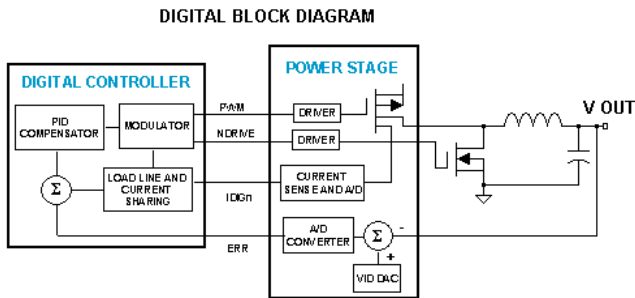 DIGITAL BLOCK DIAGRAM
DIGITAL CONTROLLER
POWER STAGE
PID
COMPENSATOR
MODULATOR
PWM
NDRIVE
DRIVER
DRIVER
V OUT
Σ
LOAD LINE AND
CURRENT
SHARING
IDIGn
CURRENT
SENSE AND A/D
ERR
A/D
CONVERTER
Σ
-
+
VID DAC